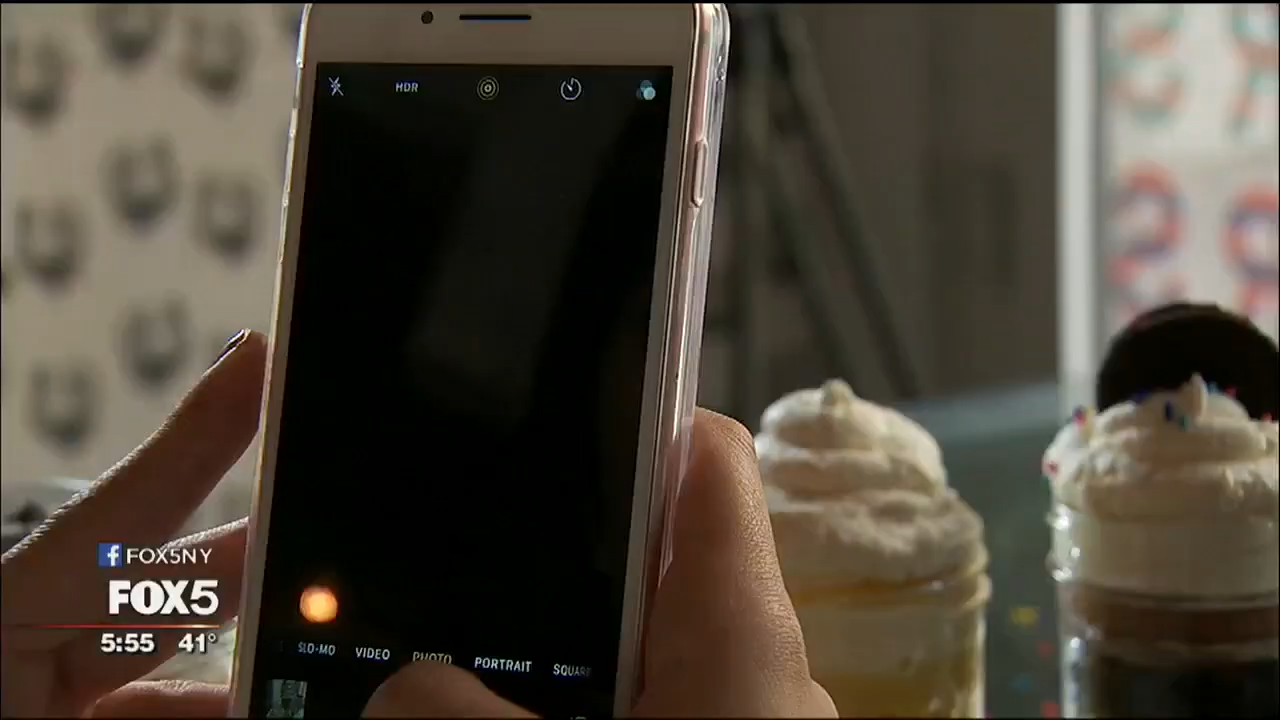 HDR
SLO-MO VIDEO PHOTO PORTRAIT SQUARE
FOX5NY
FOX5
5:55 41°